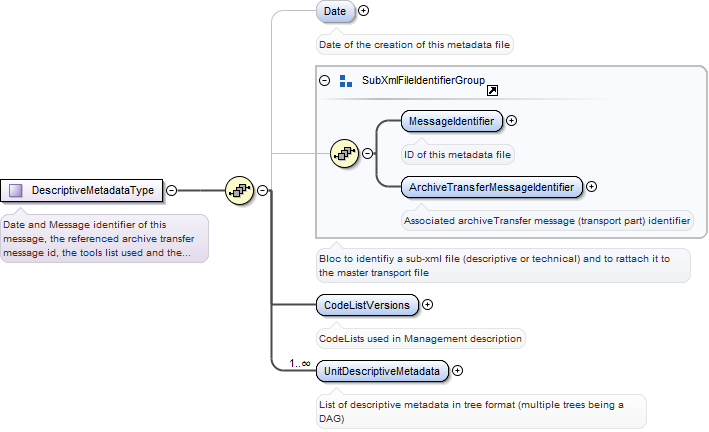 Date
Date of the creation of this metadata file
SubXmlFileIdentifierGroup
MessageIdentifier
ID of this metadata file
ArchiveTransferMessageIdentifier
Associated archiveTransfer message (transport part) identifier
DescriptiveMetadataType
Date and Message identifier of this
message, the referenced archive transfer
message id, the tools list used and the...
Bloc to identifiy a sub-xml file (descriptive or technical) and to rattach it to
the master transport file
CodeListVersions
CodeLists used in Management description
1..∞
UnitDescriptiveMetadata
List of descriptive metadata in tree format (multiple trees being a
DAG)